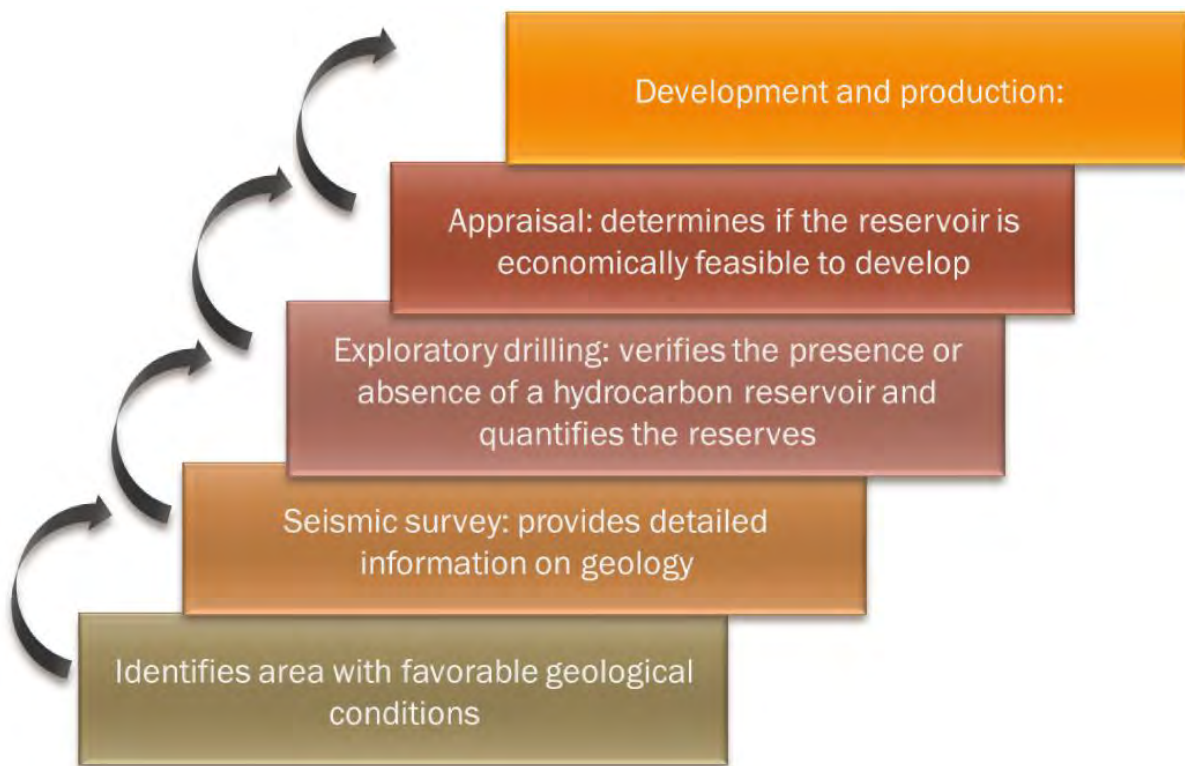 Development and production:
Appraisal: determines if the reservoir is
economically feasible to develop
Exploratory drilling: verifies the presence or
absence of a hydrocarbon reservoir and
quantifies the reserves
Seismic survey: provides detailed
information on geology
Identifies area with favorable geological
conditions